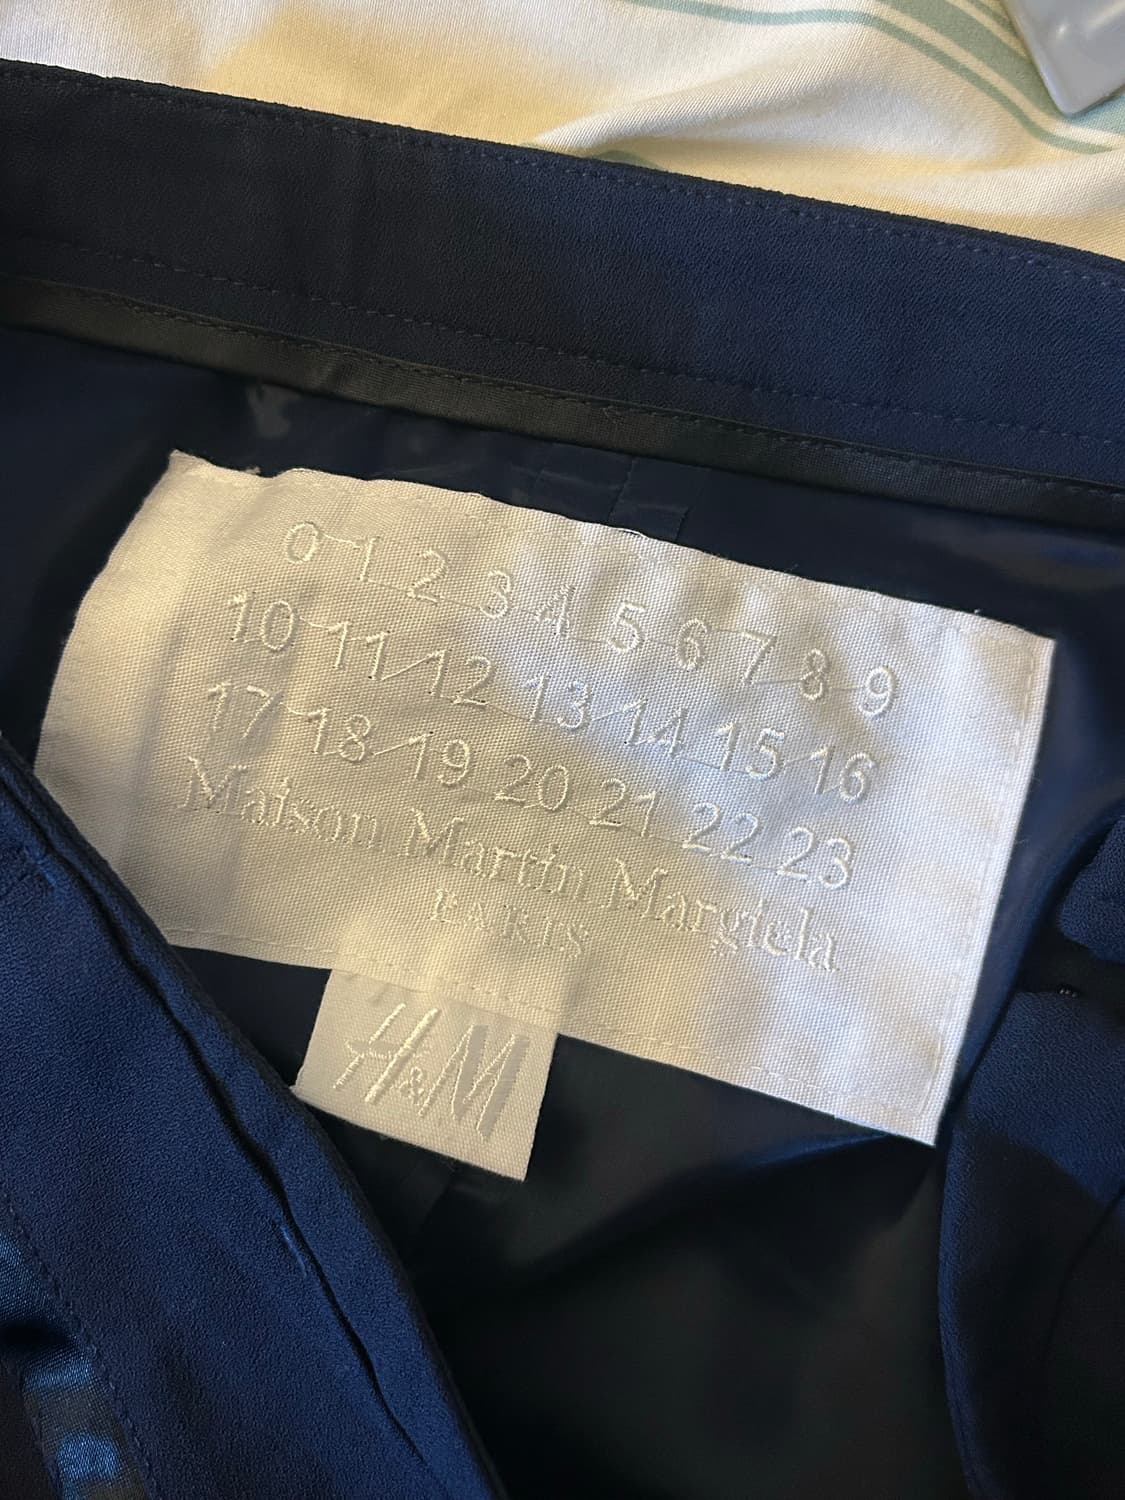 0 1 2 3 4 5 6 7 8 9
10 11 12 13 14 15 16
17 18 19 20 21 22 23
Maison Martin Margiela
PARIS
H&M